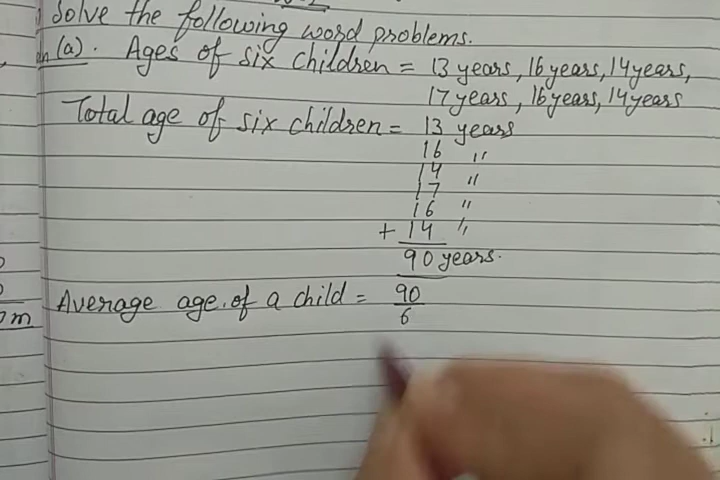 Solve the following word problems.
(a). Ages of six children = 13 years, 16 years, 14 years,
17 years, 16 years, 14 years
Total age of six children = 13 years
16 "
14
17 "
16 "
+ 14 "
90 years.
Average age of a child = 90
6
m